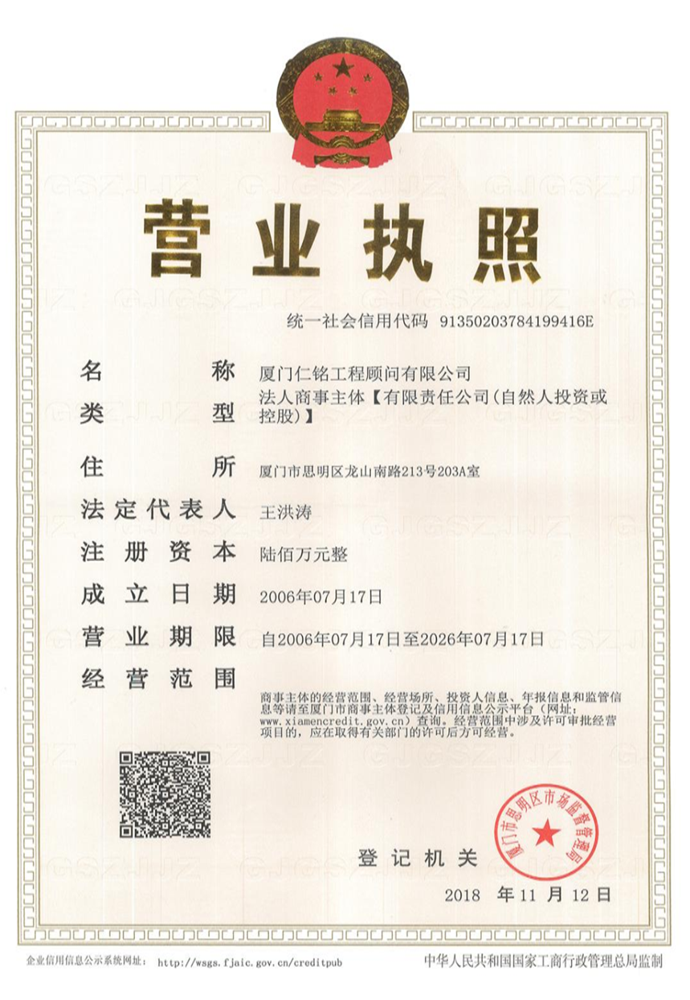 营业执照
统一社会信用代码 91350203784199416E
名称 厦门仁铭工程顾问有限公司
类型 法人商事主体【有限责任公司(自然人投资或
控股)】
住所 厦门市思明区龙山南路213号203A室
法定代表人 王洪涛
注册资本 陆佰万元整
成立日期 2006年07月17日
营业期限 自2006年07月17日至2026年07月17日
经营范围
商事主体的经营范围、经营场所、投资人信息、年报信息和监管信
息等请至厦门市商事主体登记及信用信息公示平台（网址：
www.xiamencredit.gov.cn）查询。经营范围中涉及许可审批经营
项目的，应在取得有关部门的许可后方可经营。
厦门市思明区市场监督管理局
登记机关
2018 年 11 月 12 日
企业信用信息公示系统网址： http://wsgs.fjaic.gov.cn/creditpub
中华人民共和国国家工商行政管理总局监制